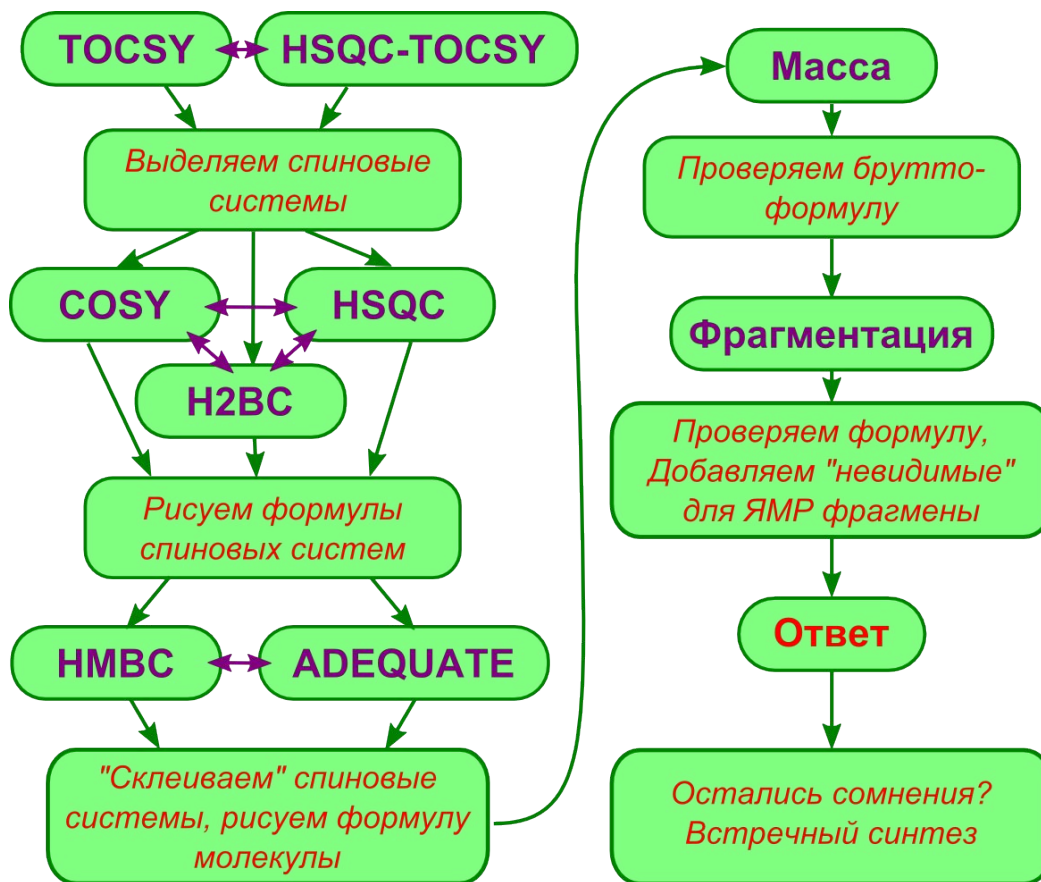 TOCSY
HSQC-TOCSY
Выделяем спиновые
системы
COSY
HSQC
H2BC
Рисуем формулы
спиновых систем
HMBC
ADEQUATE
"Склеиваем" спиновые
системы, рисуем формулу
молекулы
Масса
Проверяем брутто-
формулу
Фрагментация
Проверяем формулу,
Добавляем "невидимые"
для ЯМР фрагмены
Ответ
Остались сомнения?
Встречный синтез